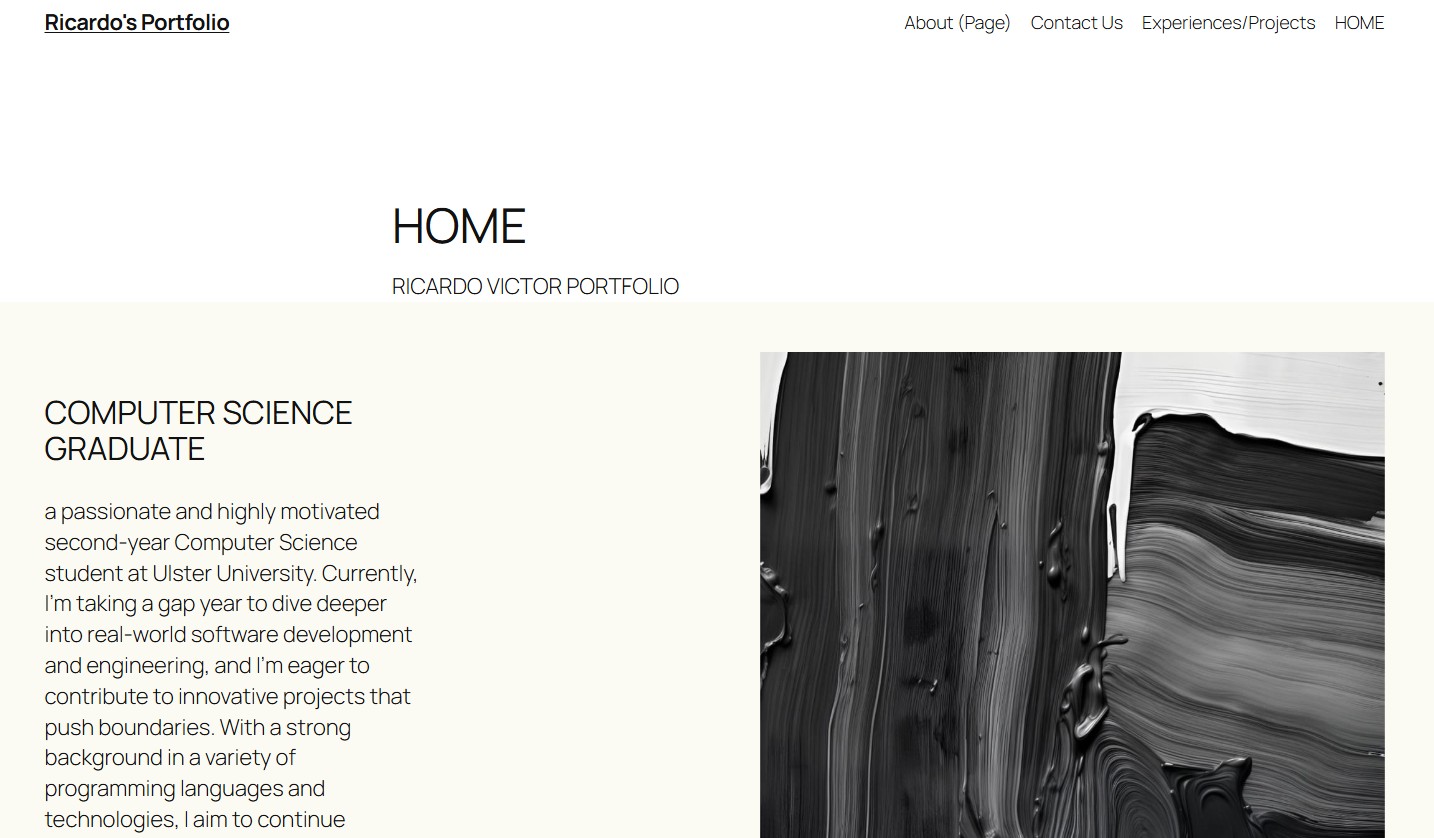 Ricardo's Portfolio
About (Page) Contact Us Experiences/Projects HOME
HOME
RICARDO VICTOR PORTFOLIO
COMPUTER SCIENCE
GRADUATE
a passionate and highly motivated
second-year Computer Science
student at Ulster University. Currently,
I'm taking a gap year to dive deeper
into real-world software development
and engineering, and I'm eager to
contribute to innovative projects that
push boundaries. With a strong
background in a variety of
programming languages and
technologies, I aim to continue